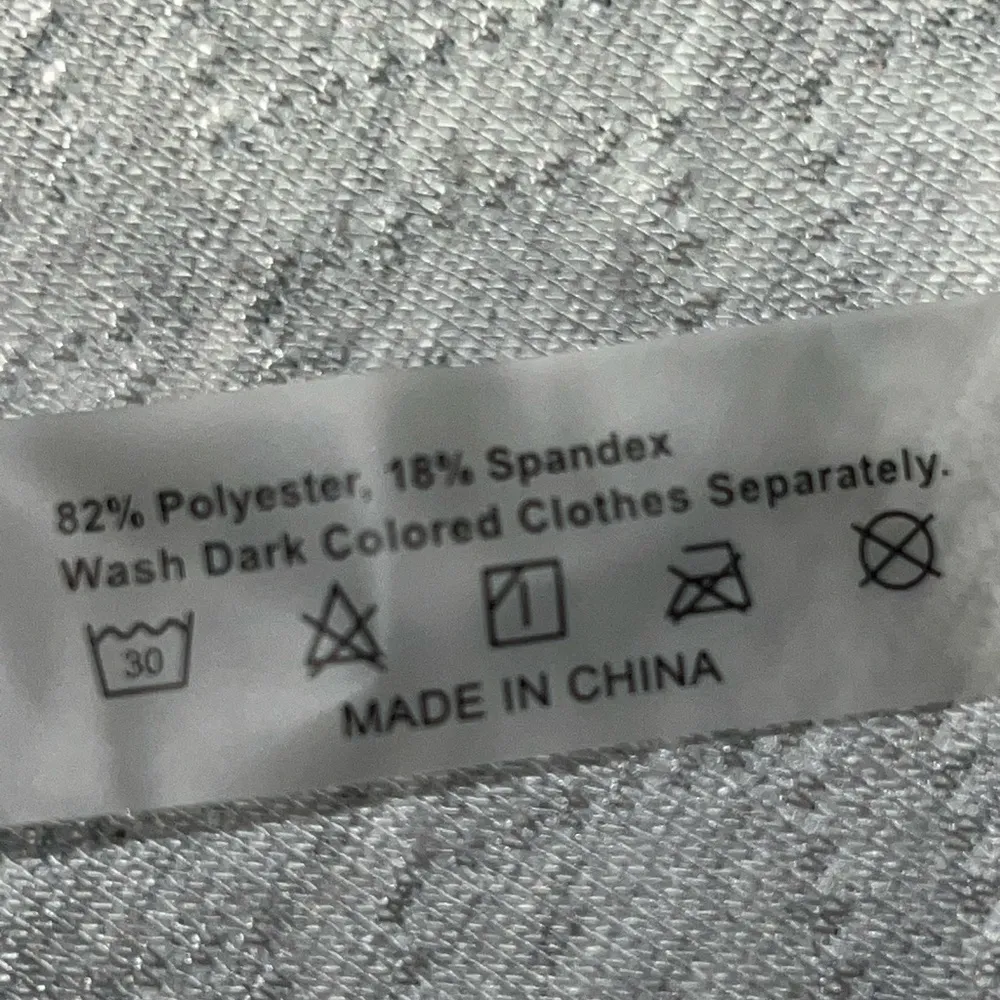 82% Polyester, 18% Spandex
Wash Dark Colored Clothes Separately.
30
MADE IN CHINA